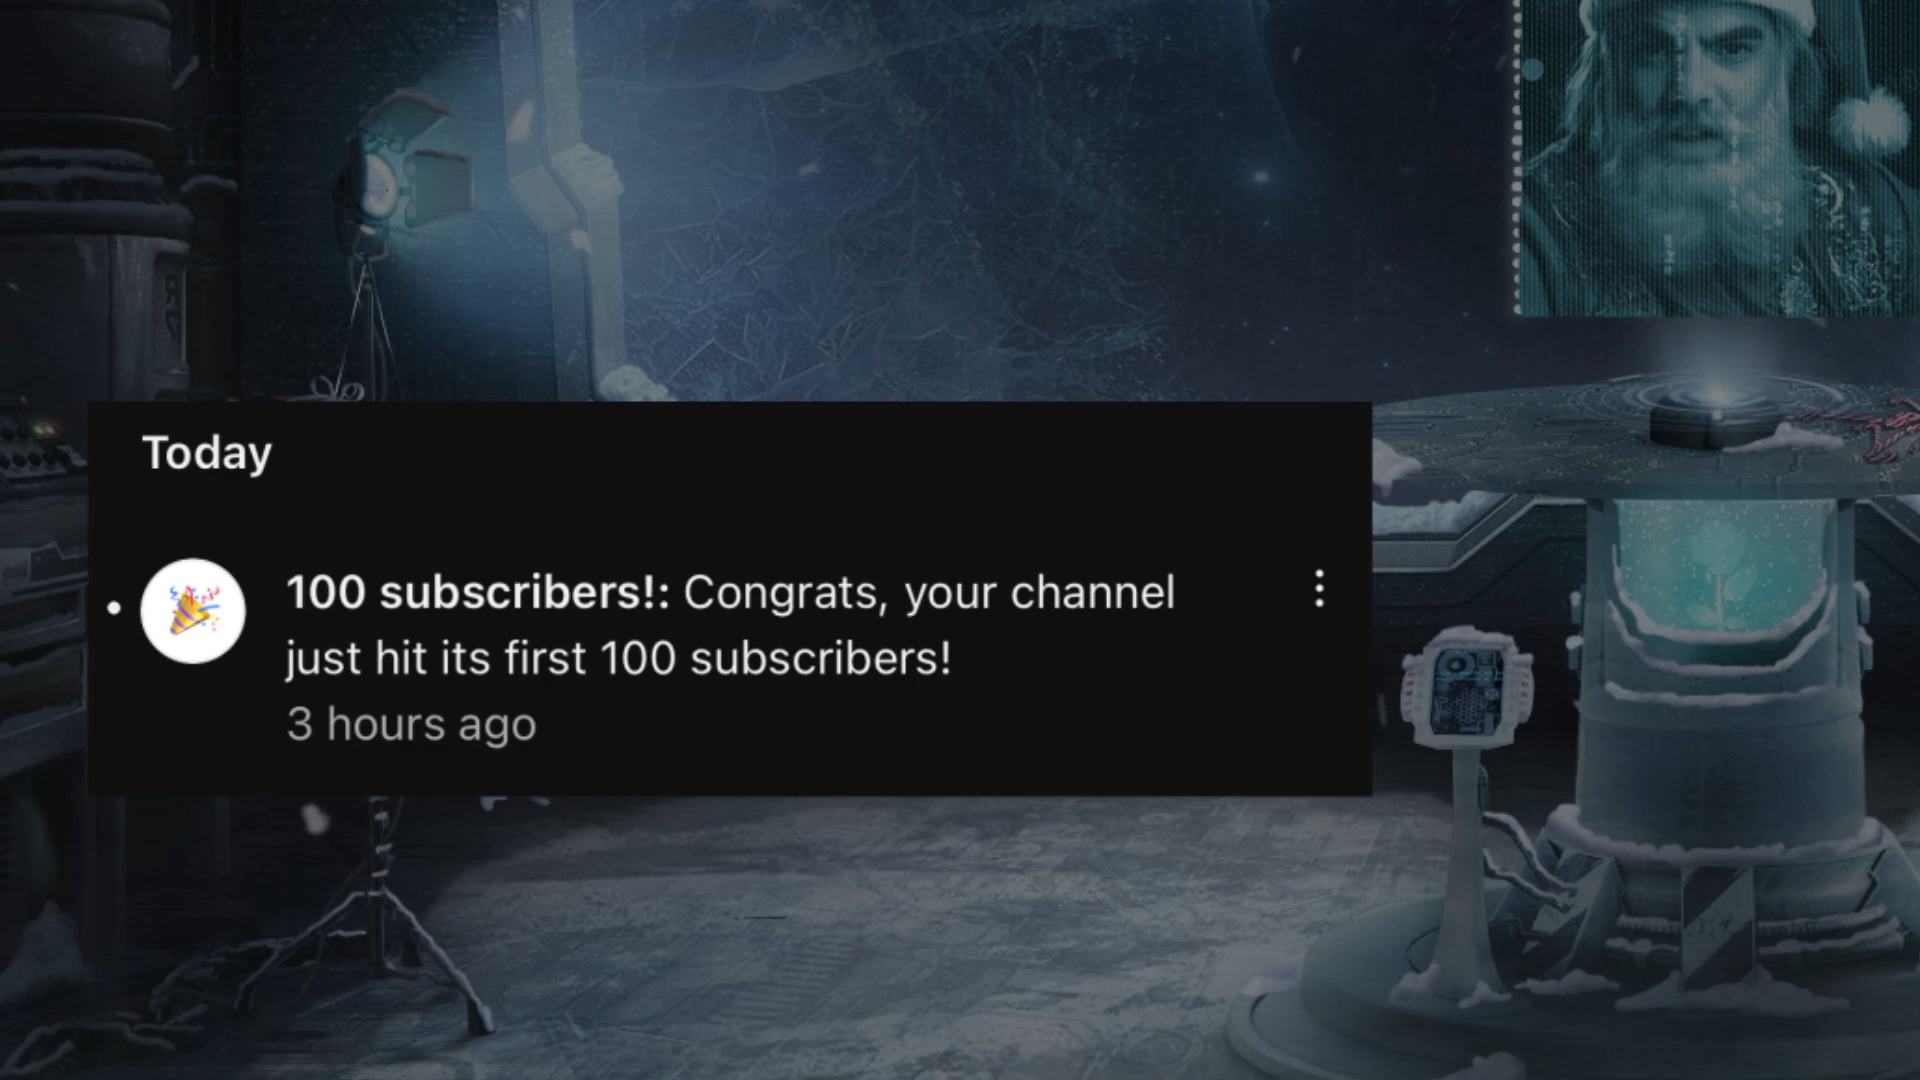 Today
100 subscribers!: Congrats, your channel
just hit its first 100 subscribers!
3 hours ago